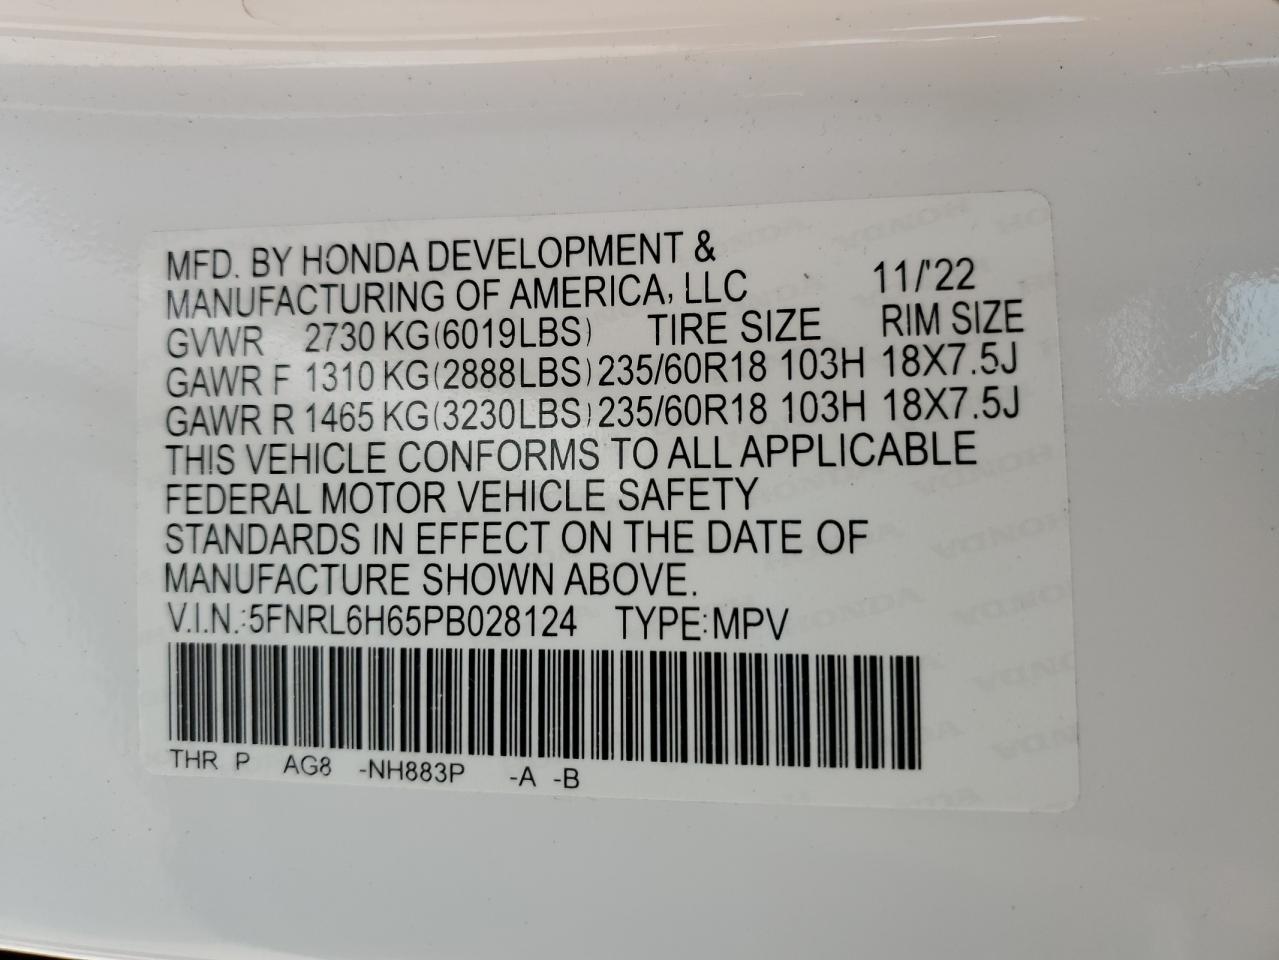 MFD. BY HONDA DEVELOPMENT &
MANUFACTURING OF AMERICA, LLC 11/'22
GVWR 2730 KG(6019LBS) TIRE SIZE RIM SIZE
GAWR F 1310 KG(2888LBS) 235/60R18 103H 18X7.5J
GAWR R 1465 KG(3230LBS) 235/60R18 103H 18X7.5J
THIS VEHICLE CONFORMS TO ALL APPLICABLE
FEDERAL MOTOR VEHICLE SAFETY
STANDARDS IN EFFECT ON THE DATE OF
MANUFACTURE SHOWN ABOVE.
V.I.N.:5FNRL6H65PB028124 TYPE:MPV
THR P AG8 -NH883P -A -B